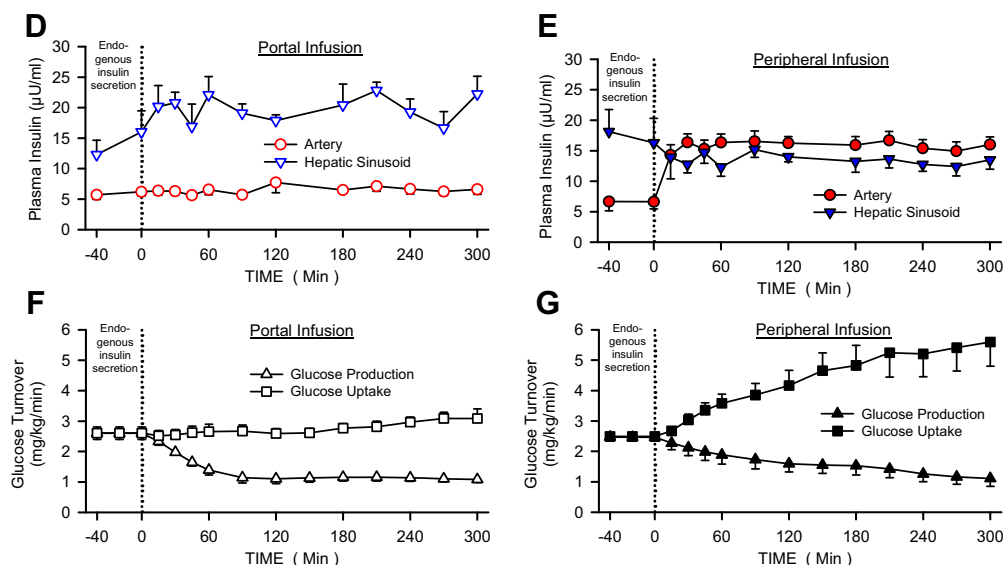 D
Portal Infusion
Endo-
genous
insulin
secretion
Plasma Insulin (µU/ml)
30
25
20
15
10
5
0
Artery
Hepatic Sinusoid
-40 0 60 120 180 240 300
TIME ( Min )
E
Peripheral Infusion
Endo-
genous
insulin
secretion
Plasma Insulin (µU/ml)
30
25
20
15
10
5
0
Artery
Hepatic Sinusoid
-40 0 60 120 180 240 300
TIME ( Min )
F
Portal Infusion
Endo-
genous
insulin
secretion
Glucose Turnover
(mg/kg/min)
6
5
4
3
2
1
0
Glucose Production
Glucose Uptake
-40 0 60 120 180 240 300
TIME ( Min )
G
Peripheral Infusion
Endo-
genous
insulin
secretion
Glucose Turnover
(mg/kg/min)
6
5
4
3
2
1
0
Glucose Production
Glucose Uptake
-40 0 60 120 180 240 300
TIME ( Min )